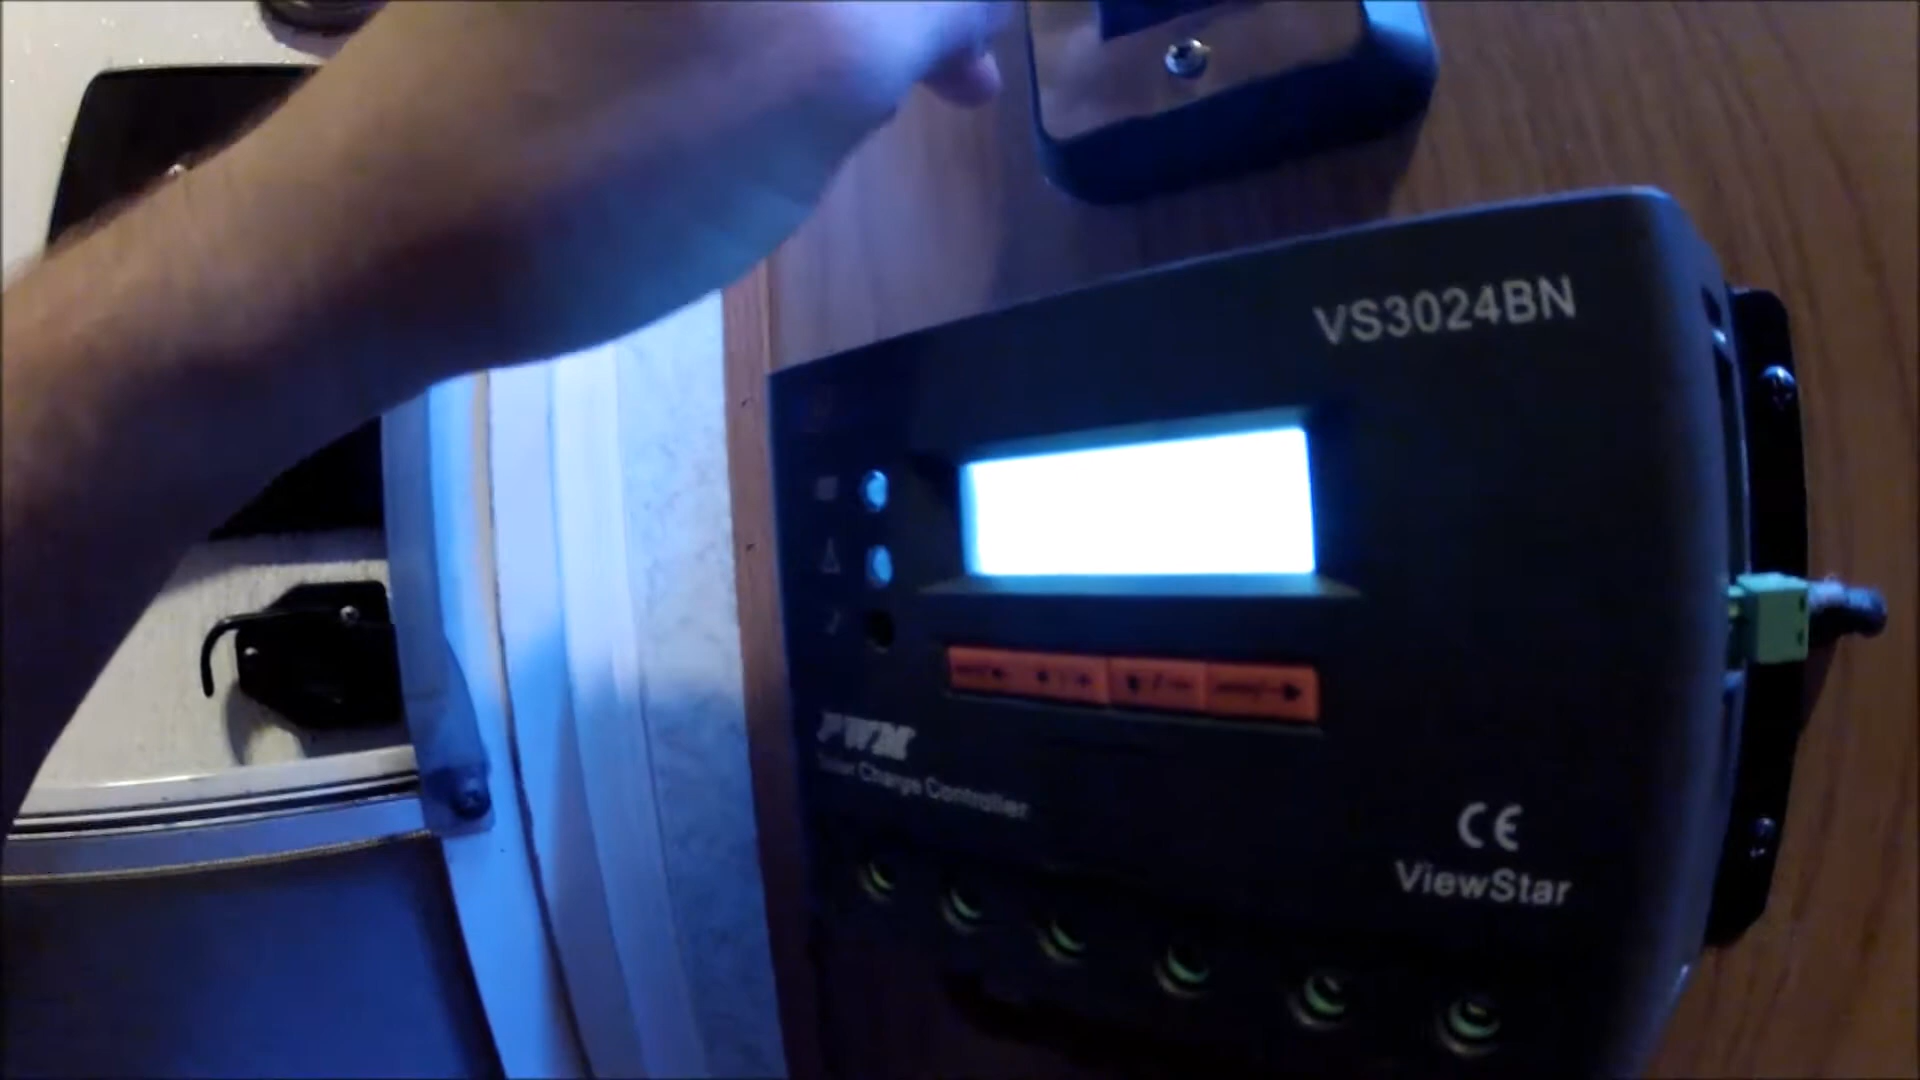 VS3024BN
PWM
Solar Charge Controller
CE
ViewStar